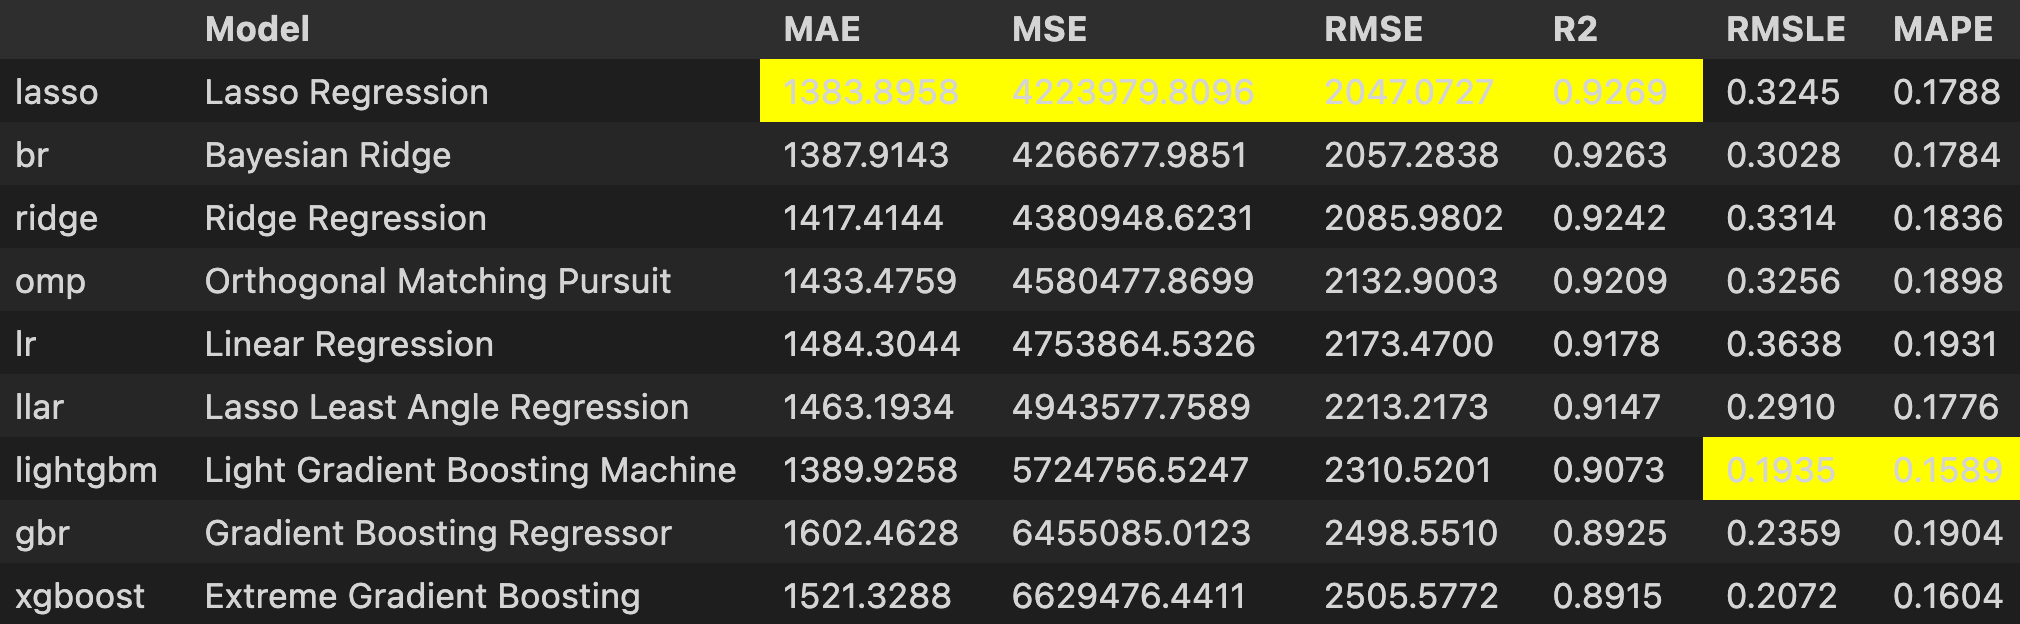 Model MAE MSE RMSE R2 RMSLE MAPE
lasso Lasso Regression 1383.8958 4223979.8096 2047.0727 0.9269 0.3245 0.1788
br Bayesian Ridge 1387.9143 4266677.9851 2057.2838 0.9263 0.3028 0.1784
ridge Ridge Regression 1417.4144 4380948.6231 2085.9802 0.9242 0.3314 0.1836
omp Orthogonal Matching Pursuit 1433.4759 4580477.8699 2132.9003 0.9209 0.3256 0.1898
lr Linear Regression 1484.3044 4753864.5326 2173.4700 0.9178 0.3638 0.1931
llar Lasso Least Angle Regression 1463.1934 4943577.7589 2213.2173 0.9147 0.2910 0.1776
lightgbm Light Gradient Boosting Machine 1389.9258 5724756.5247 2310.5201 0.9073 0.1935 0.1589
gbr Gradient Boosting Regressor 1602.4628 6455085.0123 2498.5510 0.8925 0.2359 0.1904
xgboost Extreme Gradient Boosting 1521.3288 6629476.4411 2505.5772 0.8915 0.2072 0.1604